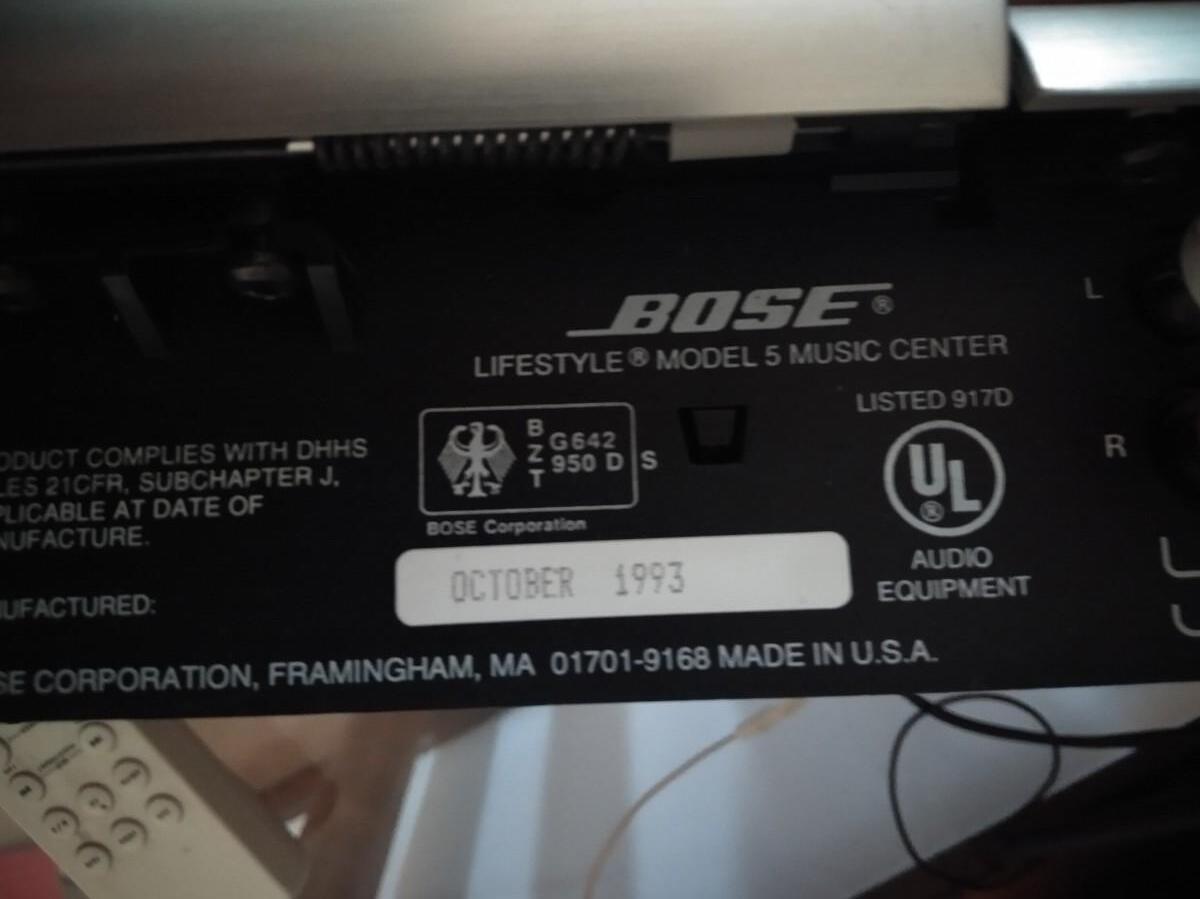 BOSE®
LIFESTYLE® MODEL 5 MUSIC CENTER
L
LISTED 917D
R
BZT
G642
950 D S
UL®
BOSE Corporation
ODUCT COMPLIES WITH DHHS
LES 21CFR, SUBCHAPTER J,
PLICABLE AT DATE OF
NUFACTURE.
AUDIO
EQUIPMENT
OCTOBER 1993
NUFACTURED:
SE CORPORATION, FRAMINGHAM, MA 01701-9168 MADE IN U.S.A.